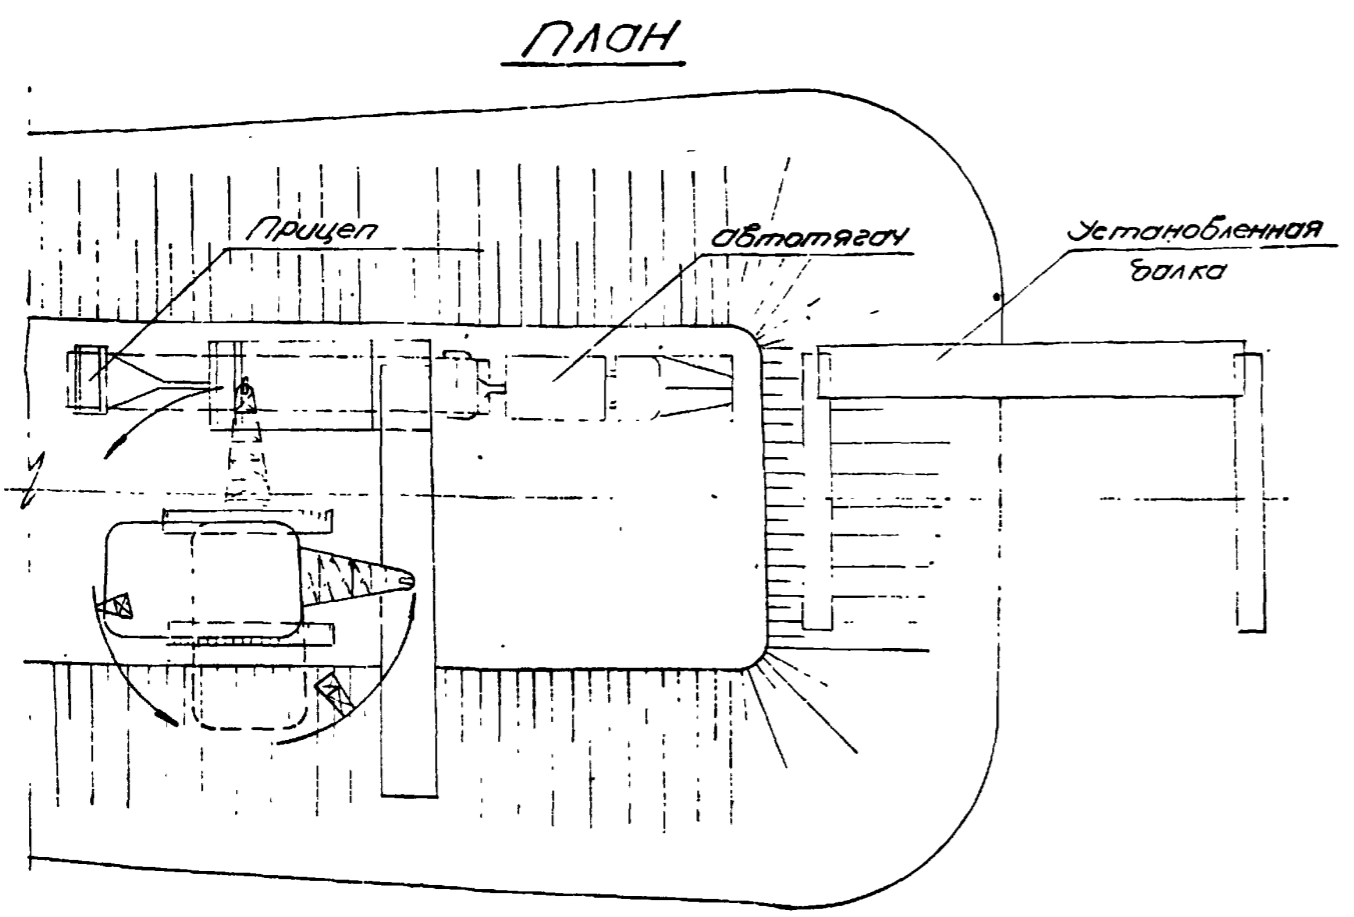 План
Прицеп
автотягач
Установленная
балка